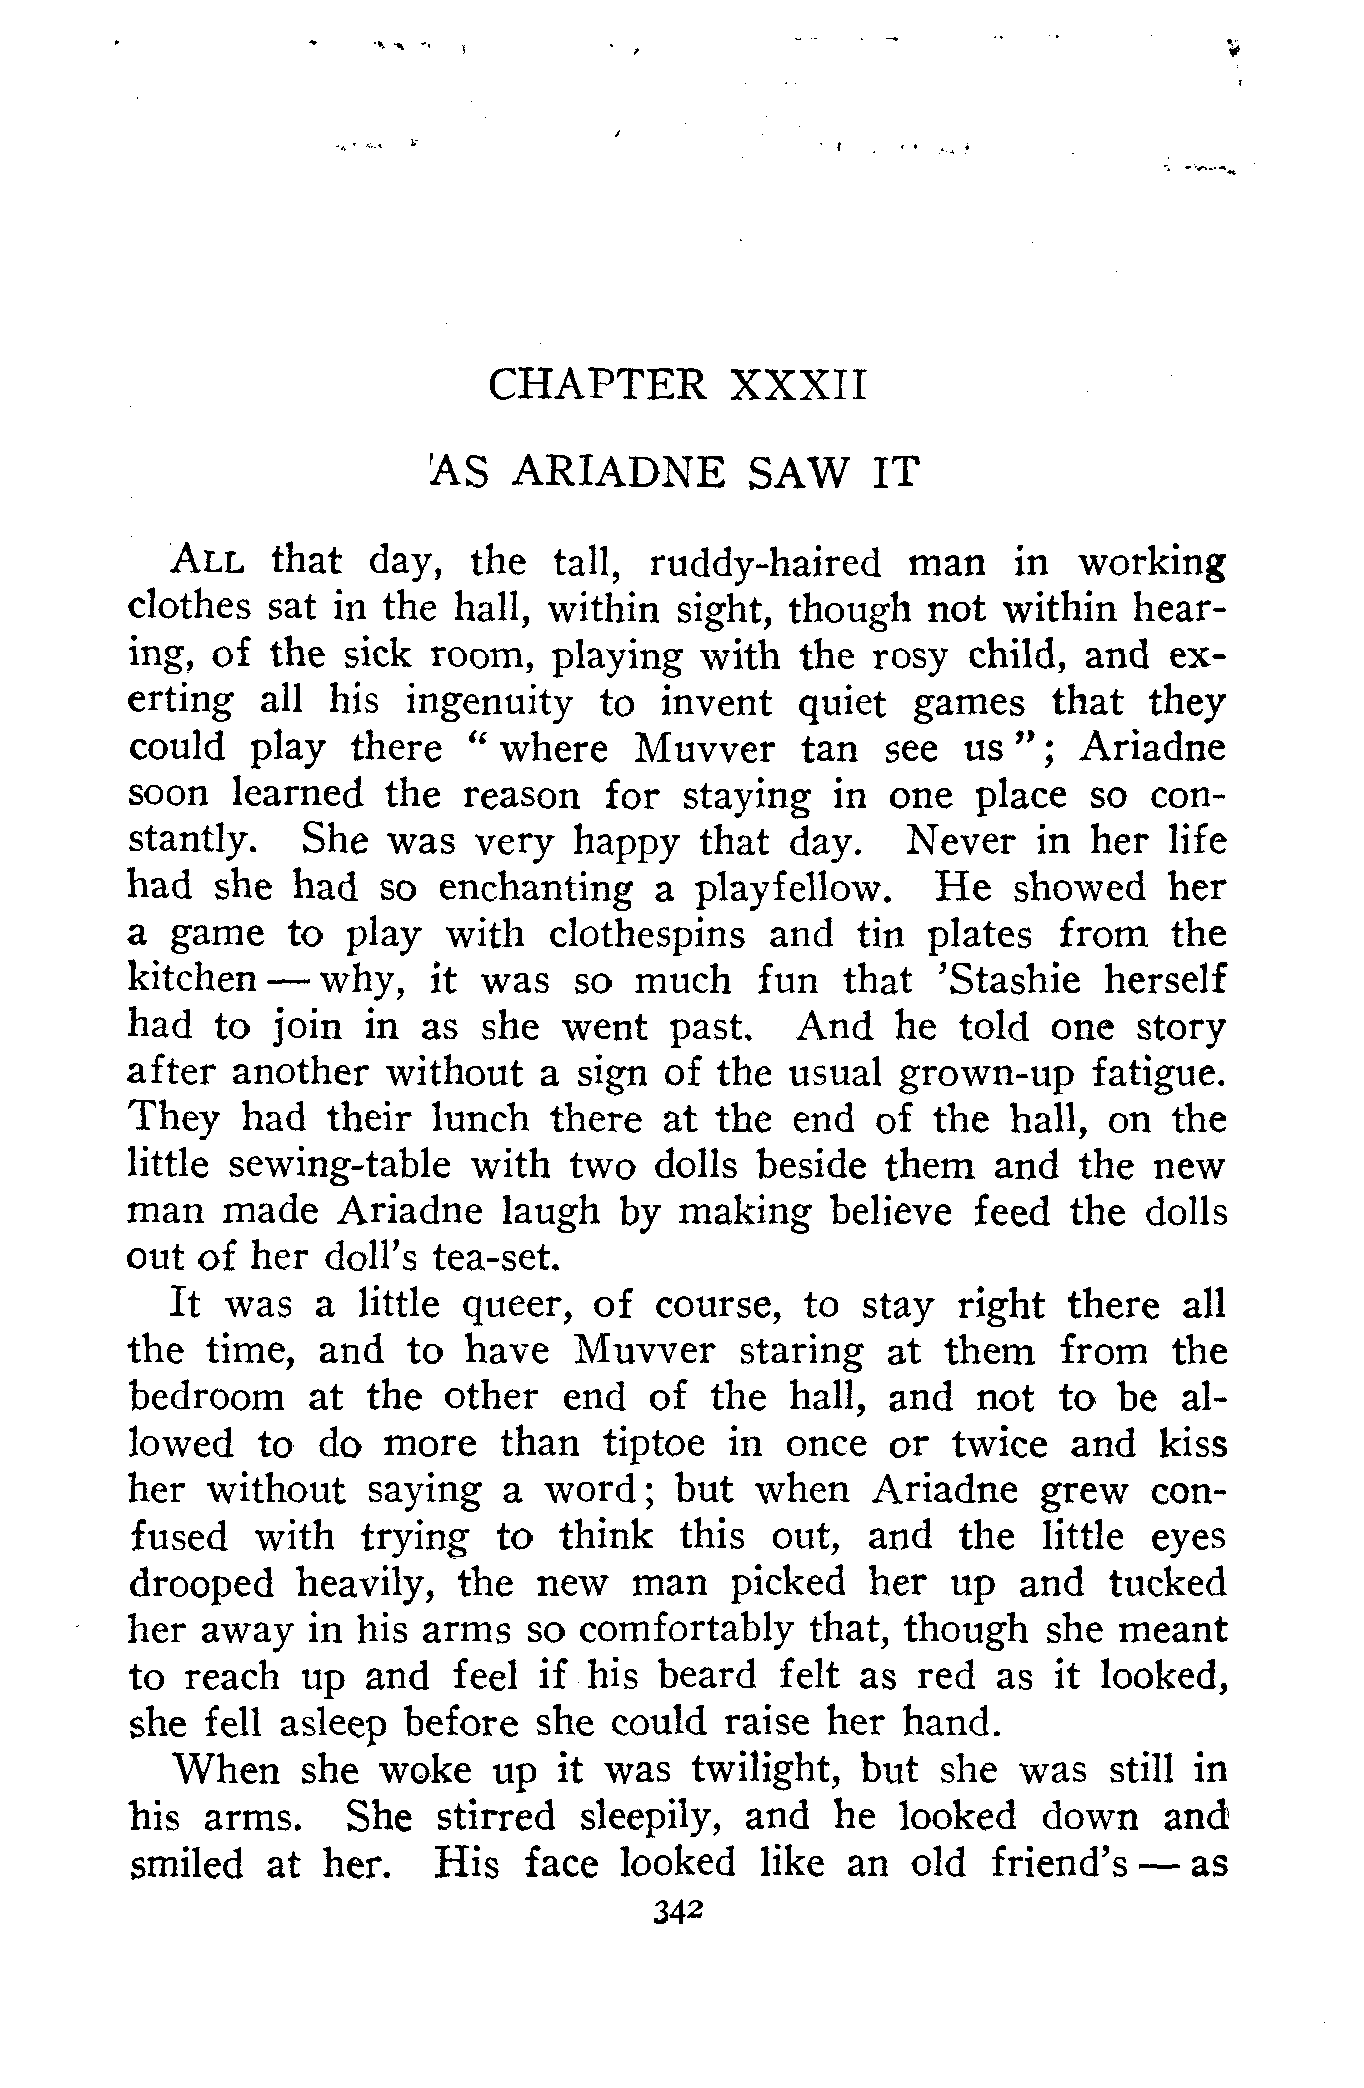 CHAPTER XXXII
'AS ARIADNE SAW IT
ALL that day, the tall, ruddy-haired man in working
clothes sat in the hall, within sight, though not within hear-
ing, of the sick room, playing with the rosy child, and ex-
erting all his ingenuity to invent quiet games that they
could play there “ where Muvver tan see us ”; Ariadne
soon learned the reason for staying in one place so con-
stantly. She was very happy that day. Never in her life
had she had so enchanting a playfellow. He showed her
a game to play with clothespins and tin plates from the
kitchen — why, it was so much fun that ’Stashie herself
had to join in as she went past. And he told one story
after another without a sign of the usual grown-up fatigue.
They had their lunch there at the end of the hall, on the
little sewing-table with two dolls beside them and the new
man made Ariadne laugh by making believe feed the dolls
out of her doll’s tea-set.
It was a little queer, of course, to stay right there all
the time, and to have Muvver staring at them from the
bedroom at the other end of the hall, and not to be al-
lowed to do more than tiptoe in once or twice and kiss
her without saying a word; but when Ariadne grew con-
fused with trying to think this out, and the little eyes
drooped heavily, the new man picked her up and tucked
her away in his arms so comfortably that, though she meant
to reach up and feel if his beard felt as red as it looked,
she fell asleep before she could raise her hand.
When she woke up it was twilight, but she was still in
his arms. She stirred sleepily, and he looked down and
smiled at her. His face looked like an old friend’s — as
342